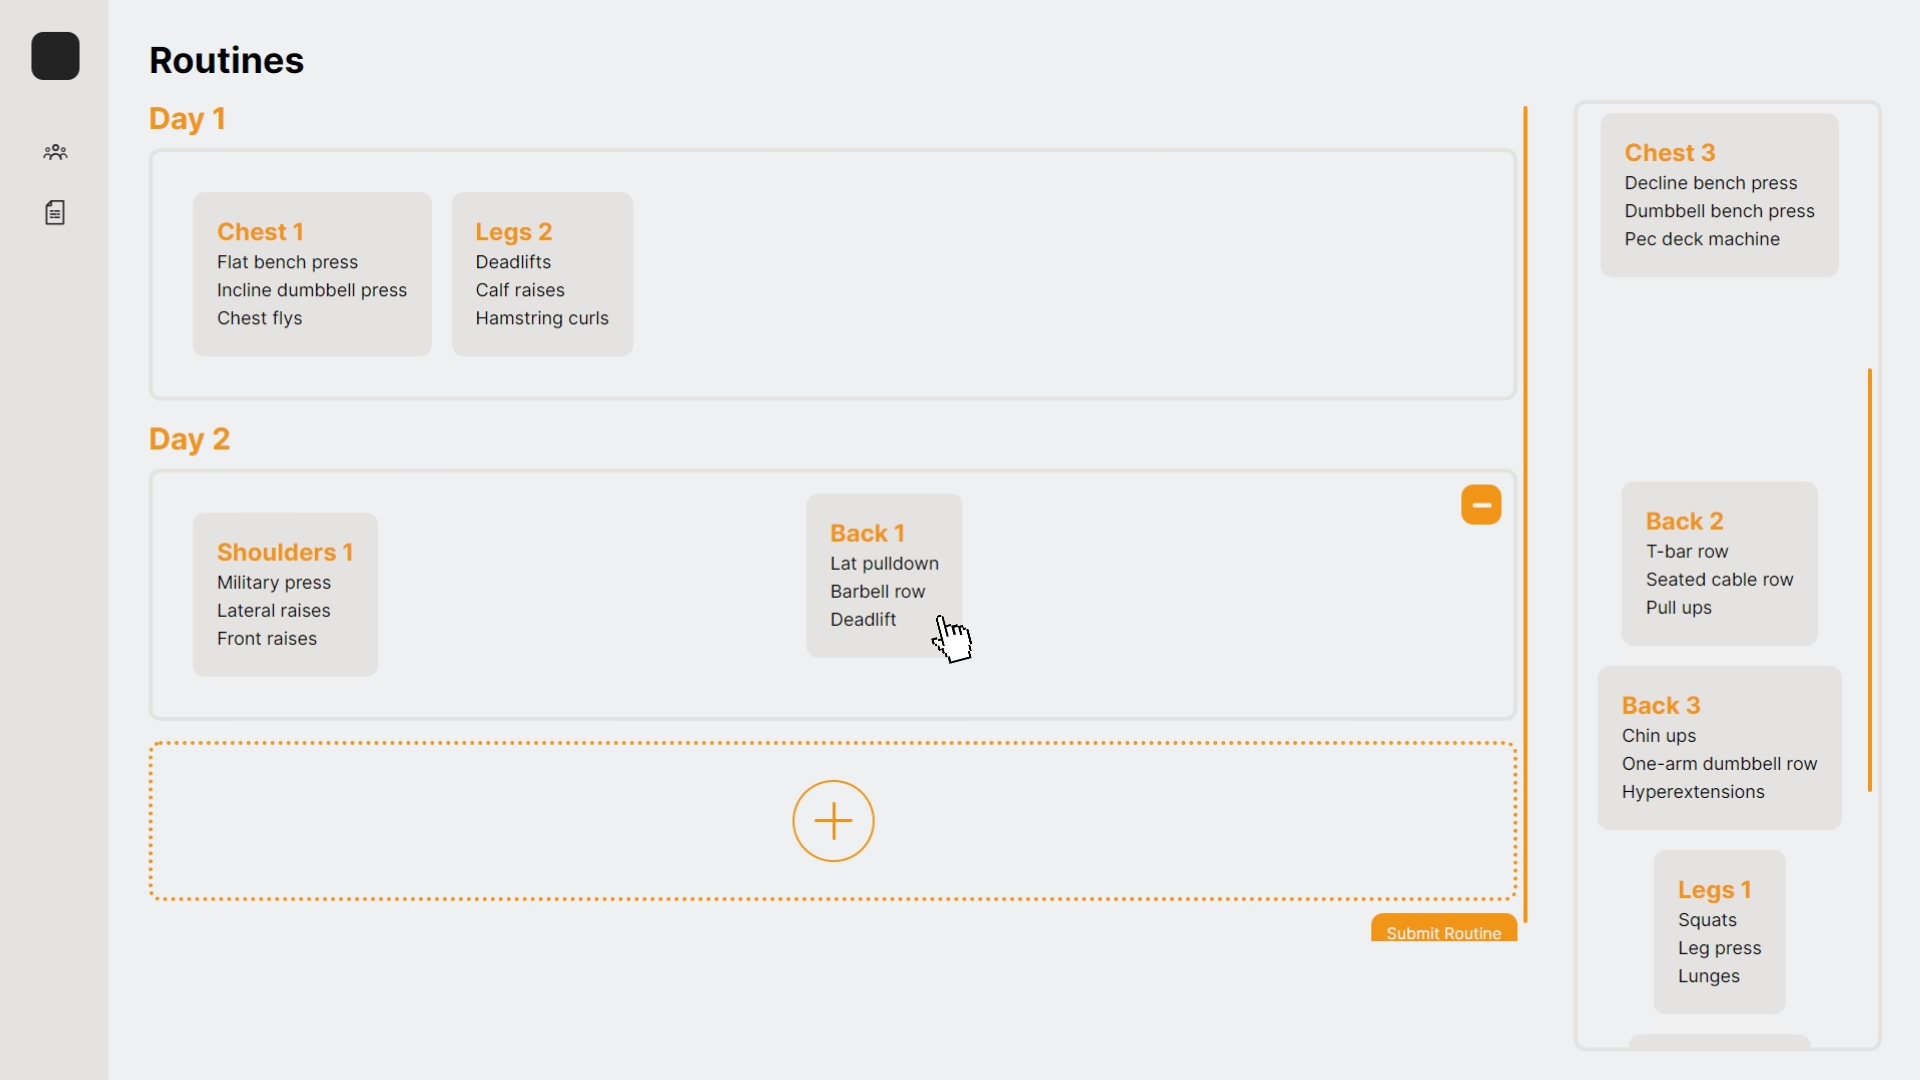 Routines
Day 1
Chest 1
Flat bench press
Incline dumbbell press
Chest flys
Legs 2
Deadlifts
Calf raises
Hamstring curls
Day 2
Shoulders 1
Military press
Lateral raises
Front raises
Back 1
Lat pulldown
Barbell row
Deadlift
Submit Routine
Chest 3
Decline bench press
Dumbbell bench press
Pec deck machine
Back 2
T-bar row
Seated cable row
Pull ups
Back 3
Chin ups
One-arm dumbbell row
Hyperextensions
Legs 1
Squats
Leg press
Lunges